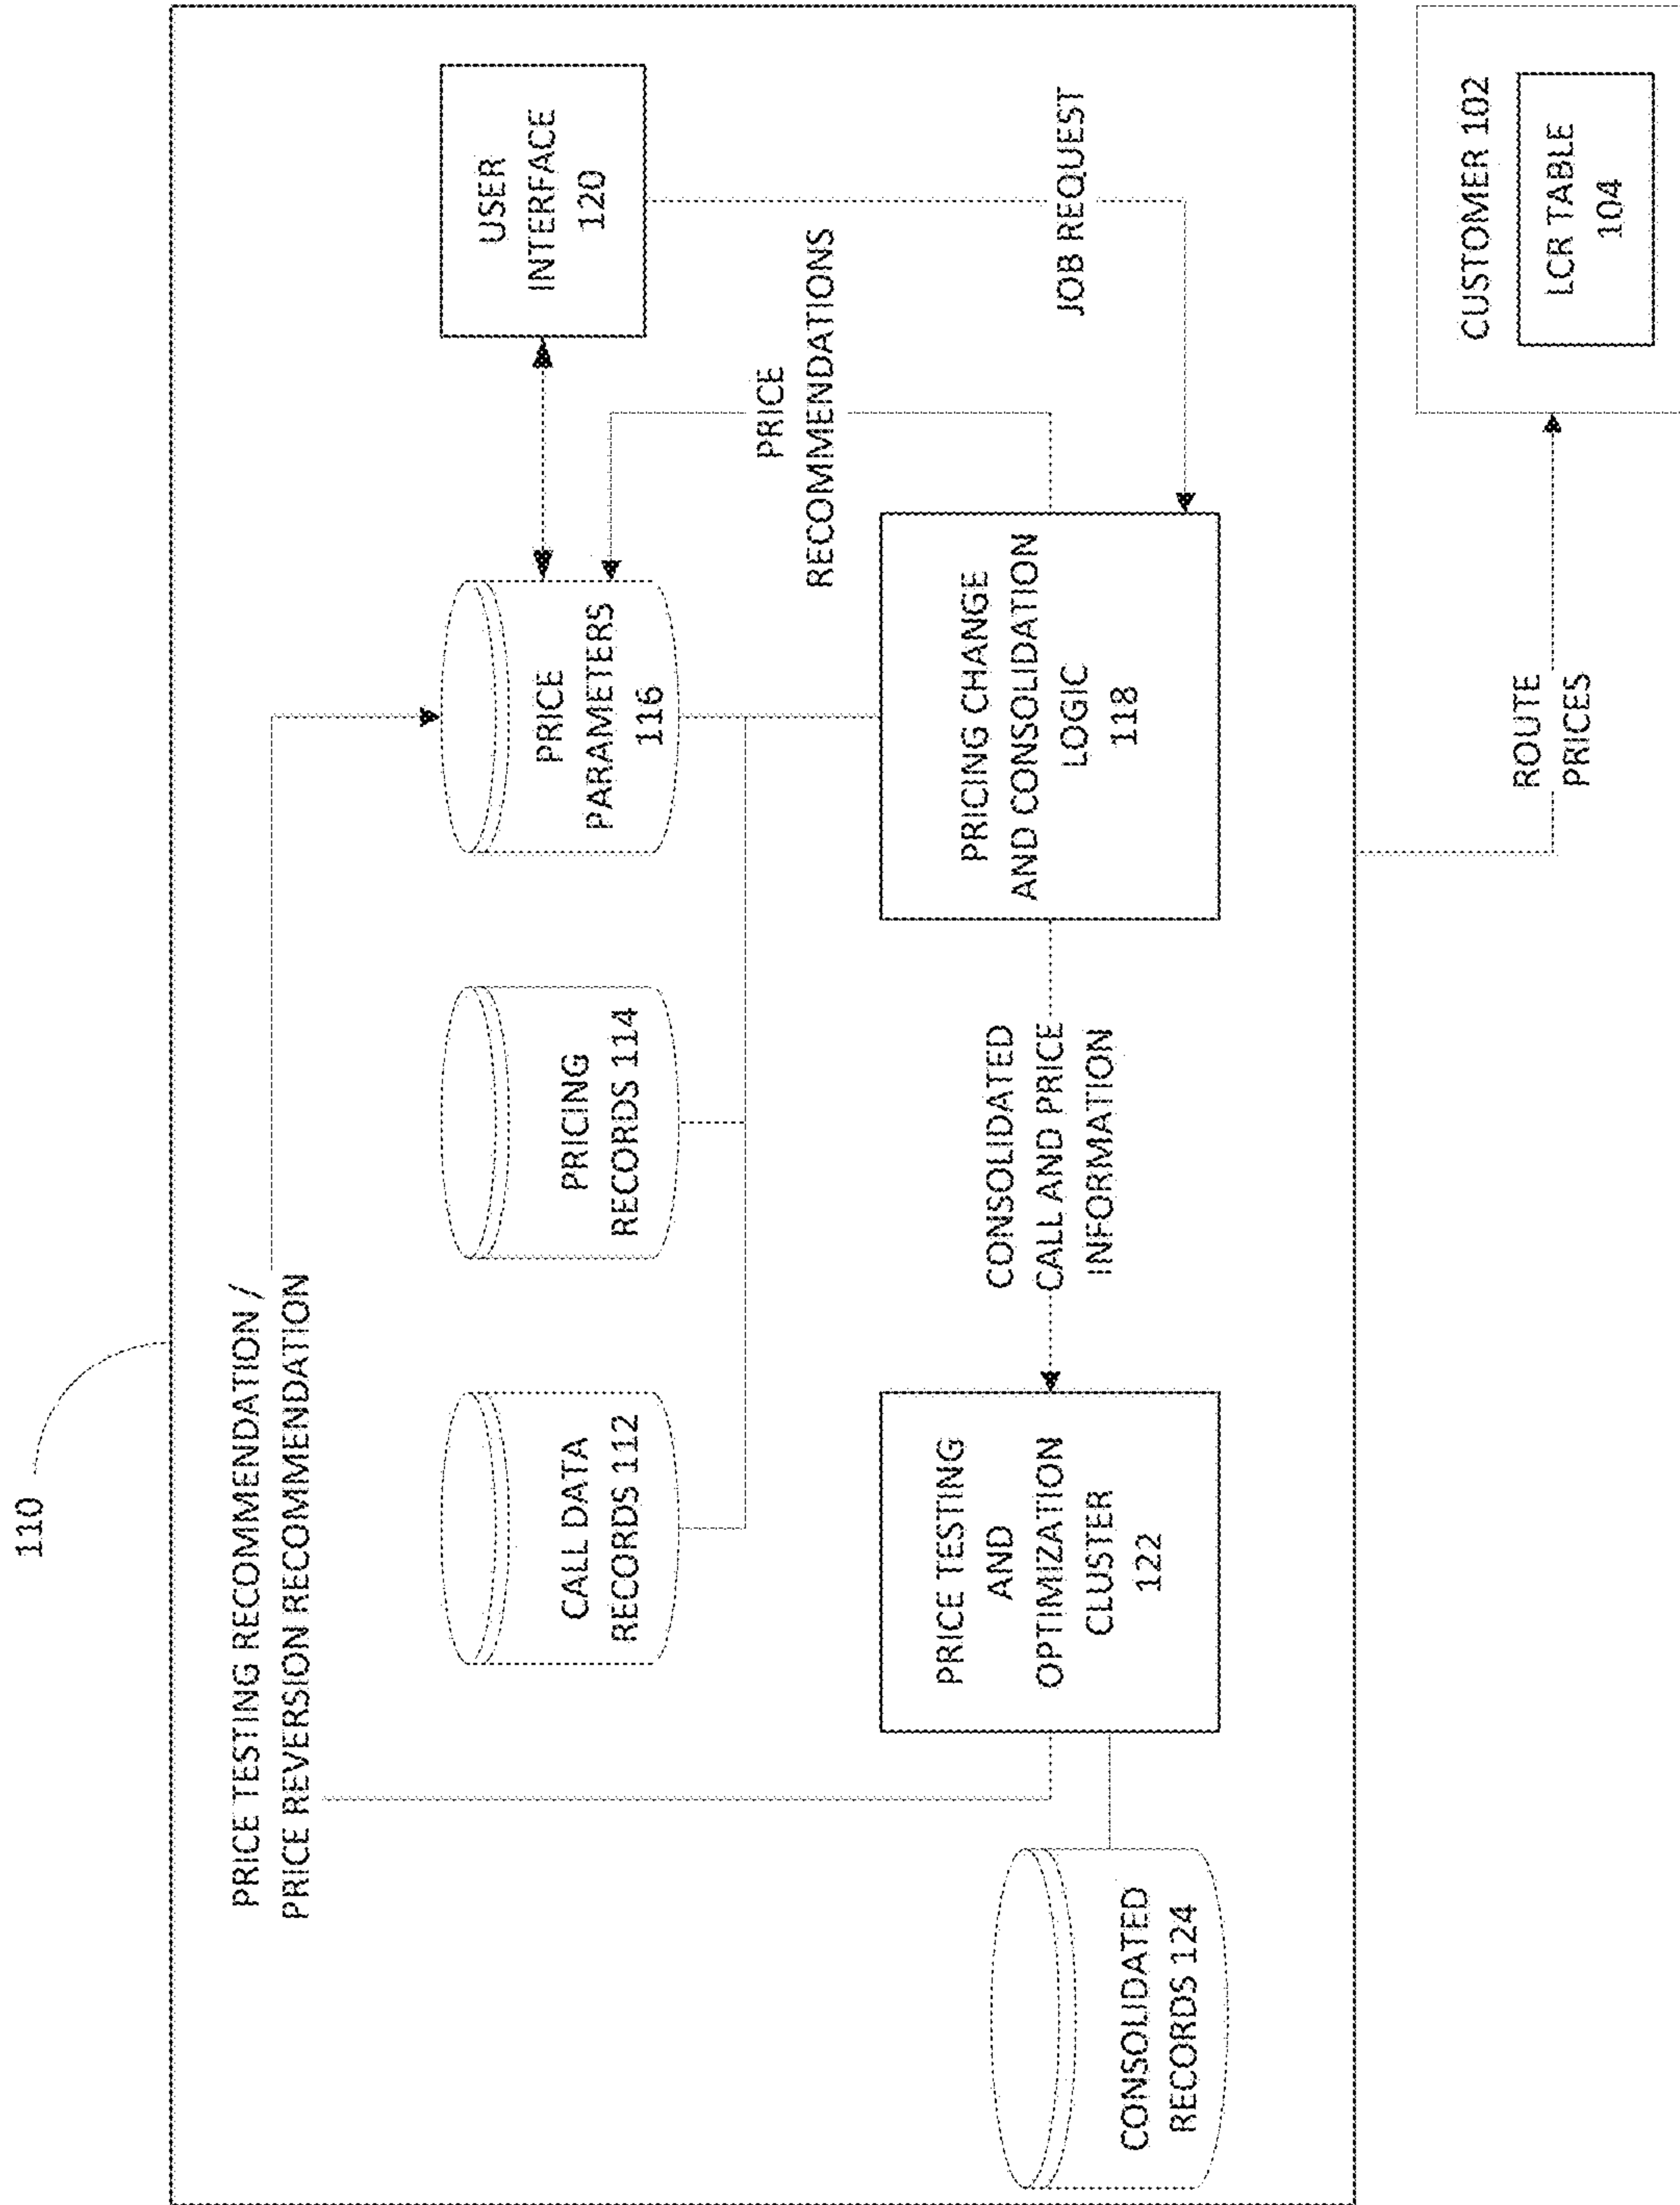 110
PRICE TESTING RECOMMENDATION /
PRICE REVERSION RECOMMENDATION
CALL DATA
RECORDS 112
PRICING
RECORDS 114
PRICE
PARAMETERS
116
USER
INTERFACE
120
PRICE
RECOMMENDATIONS
JOB REQUEST
CONSOLIDATED
RECORDS 124
PRICE TESTING
AND
OPTIMIZATION
CLUSTER
122
CONSOLIDATED
CALL AND PRICE
INFORMATION
PRICING CHANGE
AND CONSOLIDATION
LOGIC
118
ROUTE
PRICES
CUSTOMER 102
LCR TABLE
104